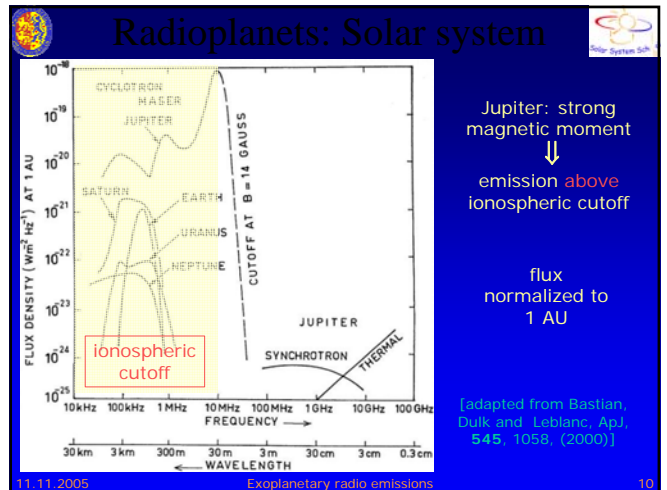 Radioplanets: Solar system
Solar System Sch
10⁻¹⁸
10⁻¹⁹
10⁻²⁰
10⁻²¹
10⁻²²
10⁻²³
10⁻²⁴
10⁻²⁵
FLUX DENSITY (Wm⁻² Hz⁻¹) AT 1 AU
CYCLOTRON
MASER
JUPITER
SATURN
EARTH
URANUS
NEPTUNE
CUTOFF AT B = 14 GAUSS
ionospheric
cutoff
JUPITER
SYNCHROTRON
THERMAL
10kHz 100kHz 1MHz 10MHz 100MHz 1GHz 10GHz 100GHz
FREQUENCY
30km 3km 300m 30m 3m 30cm 3cm 0.3cm
WAVELENGTH
Jupiter: strong
magnetic moment
⇓
emission above
ionospheric cutoff
flux
normalized to
1 AU
[adapted from Bastian,
Dulk and Leblanc, ApJ,
545, 1058, (2000)]
11.11.2005 Exoplanetary radio emissions 10